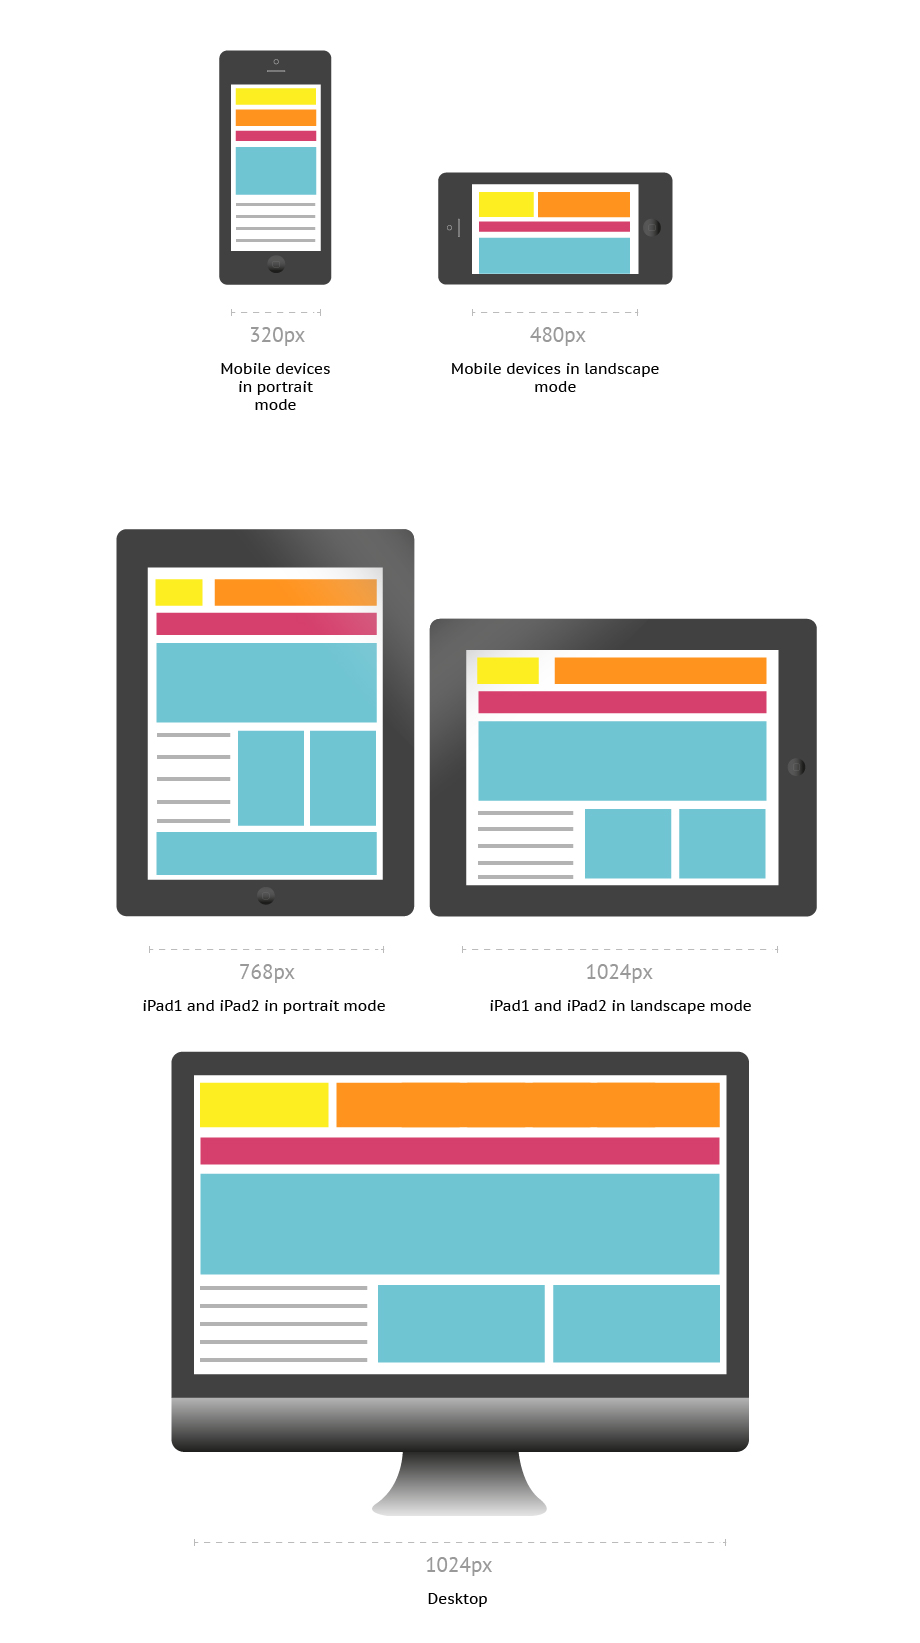 320px
Mobile devices
in portrait
mode
480px
Mobile devices in landscape
mode
768px
iPad1 and iPad2 in portrait mode
1024px
iPad1 and iPad2 in landscape mode
1024px
Desktop